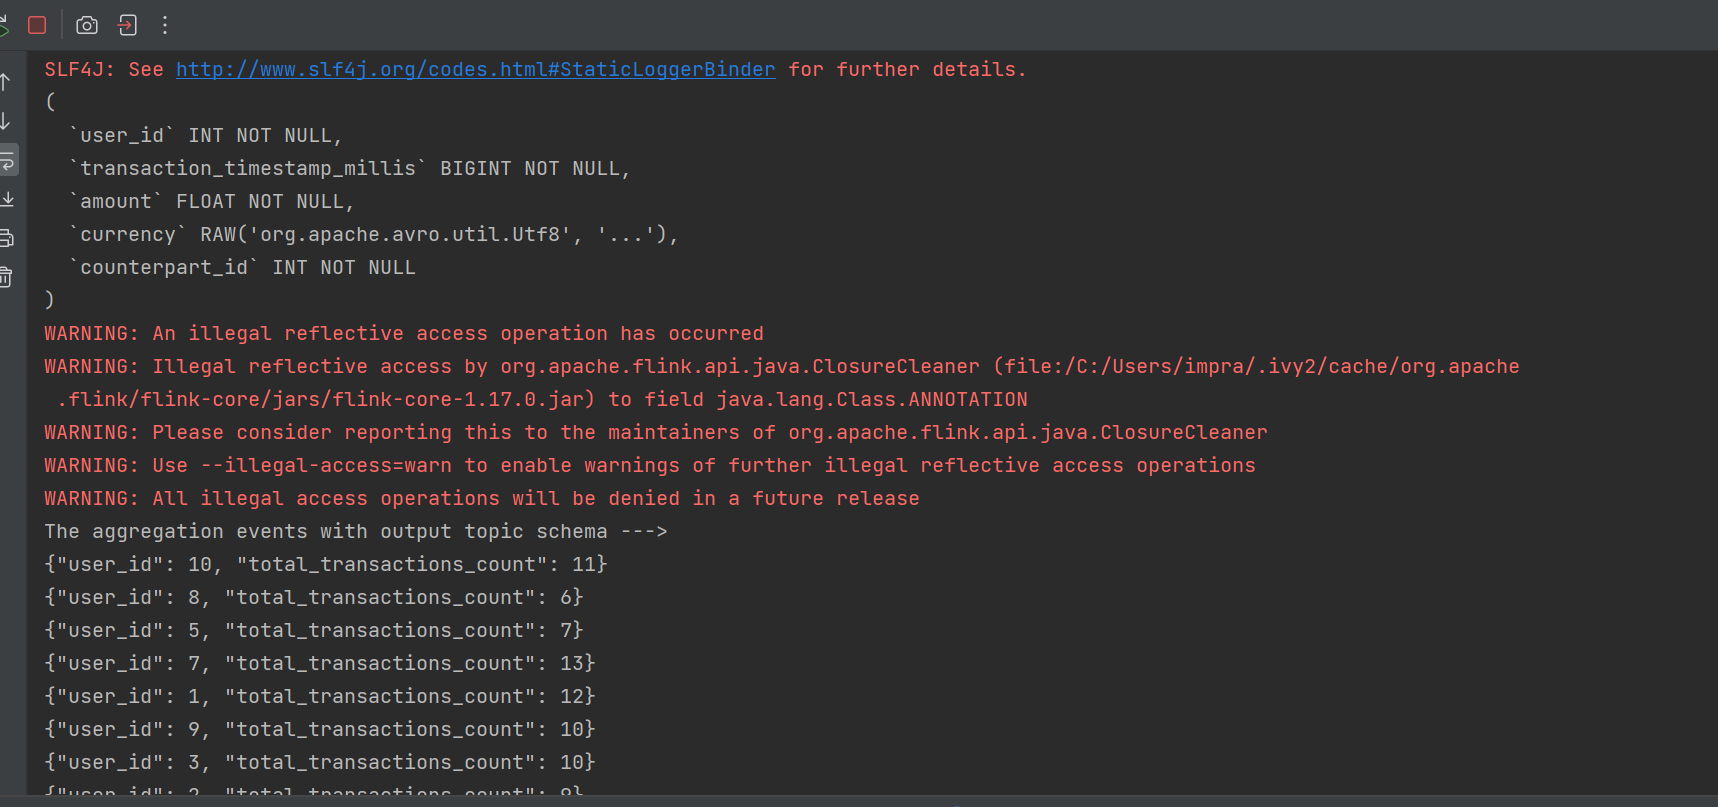 SLF4J: See http://www.slf4j.org/codes.html#StaticLoggerBinder for further details.
(
  `user_id` INT NOT NULL,
  `transaction_timestamp_millis` BIGINT NOT NULL,
  `amount` FLOAT NOT NULL,
  `currency` RAW('org.apache.avro.util.Utf8', '...'),
  `counterpart_id` INT NOT NULL
)
WARNING: An illegal reflective access operation has occurred
WARNING: Illegal reflective access by org.apache.flink.api.java.ClosureCleaner (file:/C:/Users/impra/.ivy2/cache/org.apache
.flink/flink-core/jars/flink-core-1.17.0.jar) to field java.lang.Class.ANNOTATION
WARNING: Please consider reporting this to the maintainers of org.apache.flink.api.java.ClosureCleaner
WARNING: Use --illegal-access=warn to enable warnings of further illegal reflective access operations
WARNING: All illegal access operations will be denied in a future release
The aggregation events with output topic schema --->
{"user_id": 10, "total_transactions_count": 11}
{"user_id": 8, "total_transactions_count": 6}
{"user_id": 5, "total_transactions_count": 7}
{"user_id": 7, "total_transactions_count": 13}
{"user_id": 1, "total_transactions_count": 12}
{"user_id": 9, "total_transactions_count": 10}
{"user_id": 3, "total_transactions_count": 10}
{"user_id": 2, "total_transactions_count": 9}